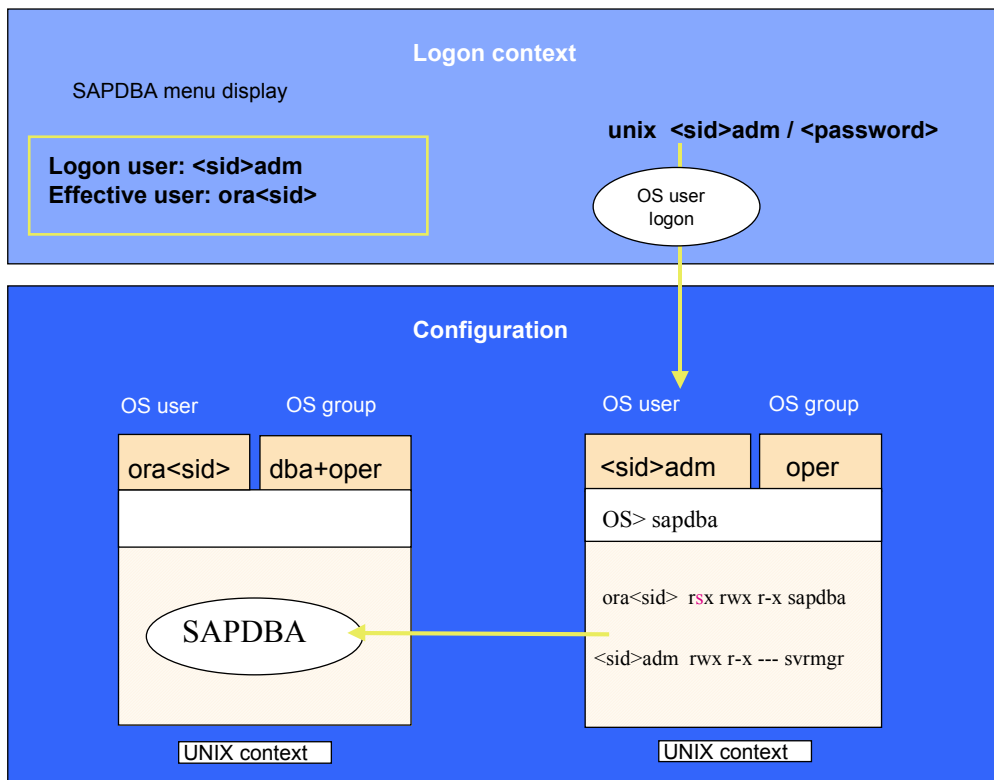 Logon context
SAPDBA menu display
unix <sid>adm / <password>
Logon user: <sid>adm
Effective user: ora<sid>
OS user
logon
Configuration
OS user
OS group
ora<sid>
dba+oper
SAPDBA
UNIX context
OS user
OS group
<sid>adm
oper
OS> sapdba
ora<sid> rsx rwx r-x sapdba
<sid>adm rwx r-x --- svrmgr
UNIX context